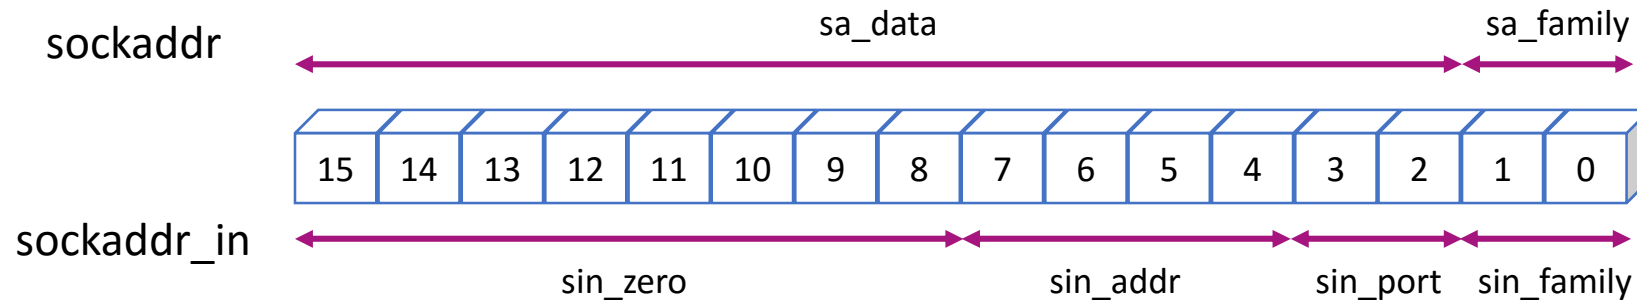 sockaddr
sa_data
sa_family
15 14 13 12 11 10 9 8 7 6 5 4 3 2 1 0
sockaddr_in
sin_zero
sin_addr
sin_port
sin_family